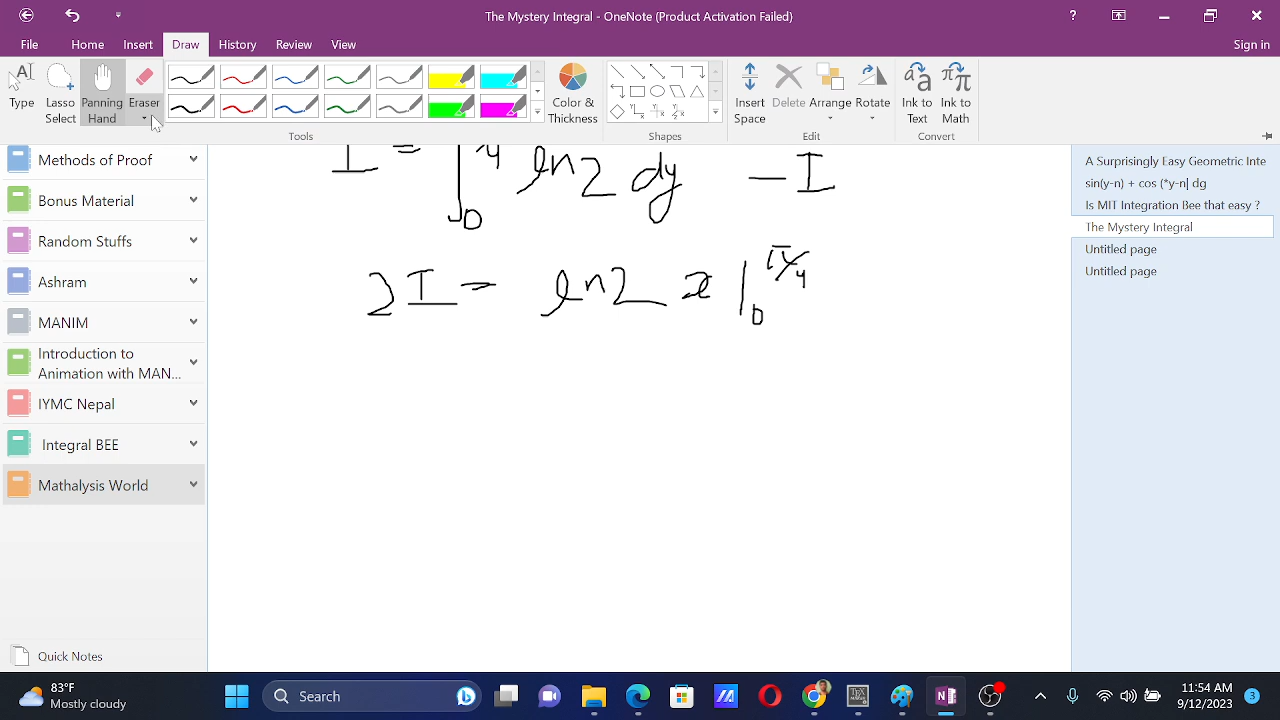 The Mystery Integral - OneNote (Product Activation Failed)
?
File Home Insert Draw History Review View
Sign in
Type
Lasso Select
Panning Hand
Eraser
Color & Thickness
Insert Space
Delete
Arrange
Rotate
Ink to Text
Ink to Math
Tools
Shapes
Edit
Convert
Methods of Proof
Bonus Material
Random Stuffs
Ashram
MANIM
Introduction to
Animation with MAN...
IYMC Nepal
Integral BEE
Mathalysis World
Quick Notes
I = ∫₀^π/4 ln2 dy - I
2I = ln2 x |₀^π/4
A Surprisingly Easy Geometric Inte
sin(y-n) + cos (*y-n| dg
Is MIT Integration Bee that easy ?
The Mystery Integral
Untitled page
Untitled page
83°F
Mostly cloudy
Search
11:54 AM
9/12/2023
3